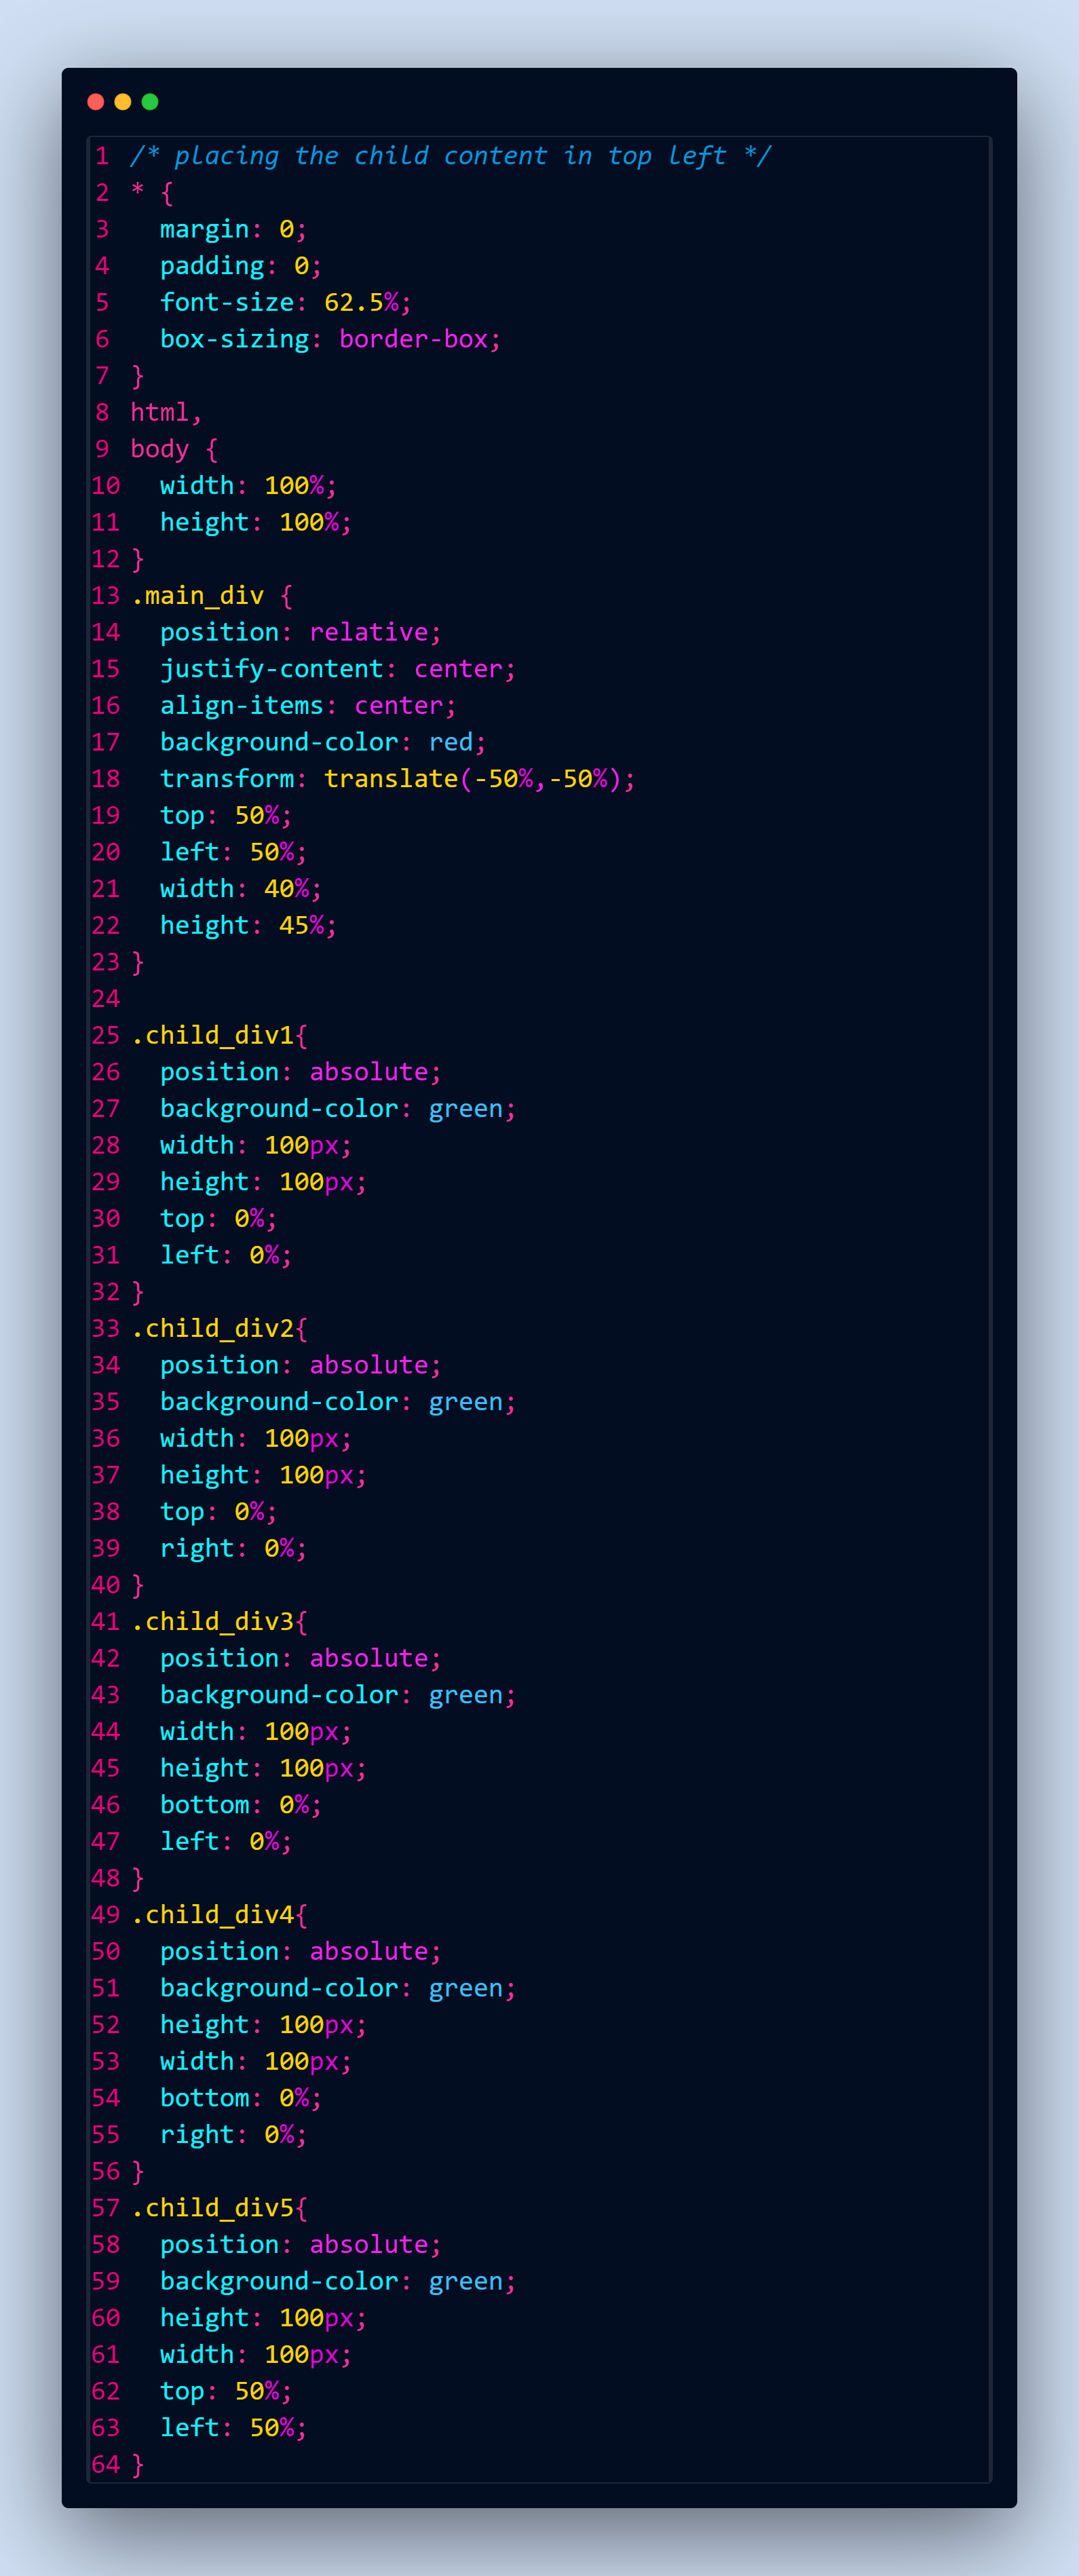 1 /* placing the child content in top left */
2 * {
3   margin: 0;
4   padding: 0;
5   font-size: 62.5%;
6   box-sizing: border-box;
7 }
8 html,
9 body {
10   width: 100%;
11   height: 100%;
12 }
13 .main_div {
14   position: relative;
15   justify-content: center;
16   align-items: center;
17   background-color: red;
18   transform: translate(-50%,-50%);
19   top: 50%;
20   left: 50%;
21   width: 40%;
22   height: 45%;
23 }
24
25 .child_div1{
26   position: absolute;
27   background-color: green;
28   width: 100px;
29   height: 100px;
30   top: 0%;
31   left: 0%;
32 }
33 .child_div2{
34   position: absolute;
35   background-color: green;
36   width: 100px;
37   height: 100px;
38   top: 0%;
39   right: 0%;
40 }
41 .child_div3{
42   position: absolute;
43   background-color: green;
44   width: 100px;
45   height: 100px;
46   bottom: 0%;
47   left: 0%;
48 }
49 .child_div4{
50   position: absolute;
51   background-color: green;
52   height: 100px;
53   width: 100px;
54   bottom: 0%;
55   right: 0%;
56 }
57 .child_div5{
58   position: absolute;
59   background-color: green;
60   height: 100px;
61   width: 100px;
62   top: 50%;
63   left: 50%;
64 }